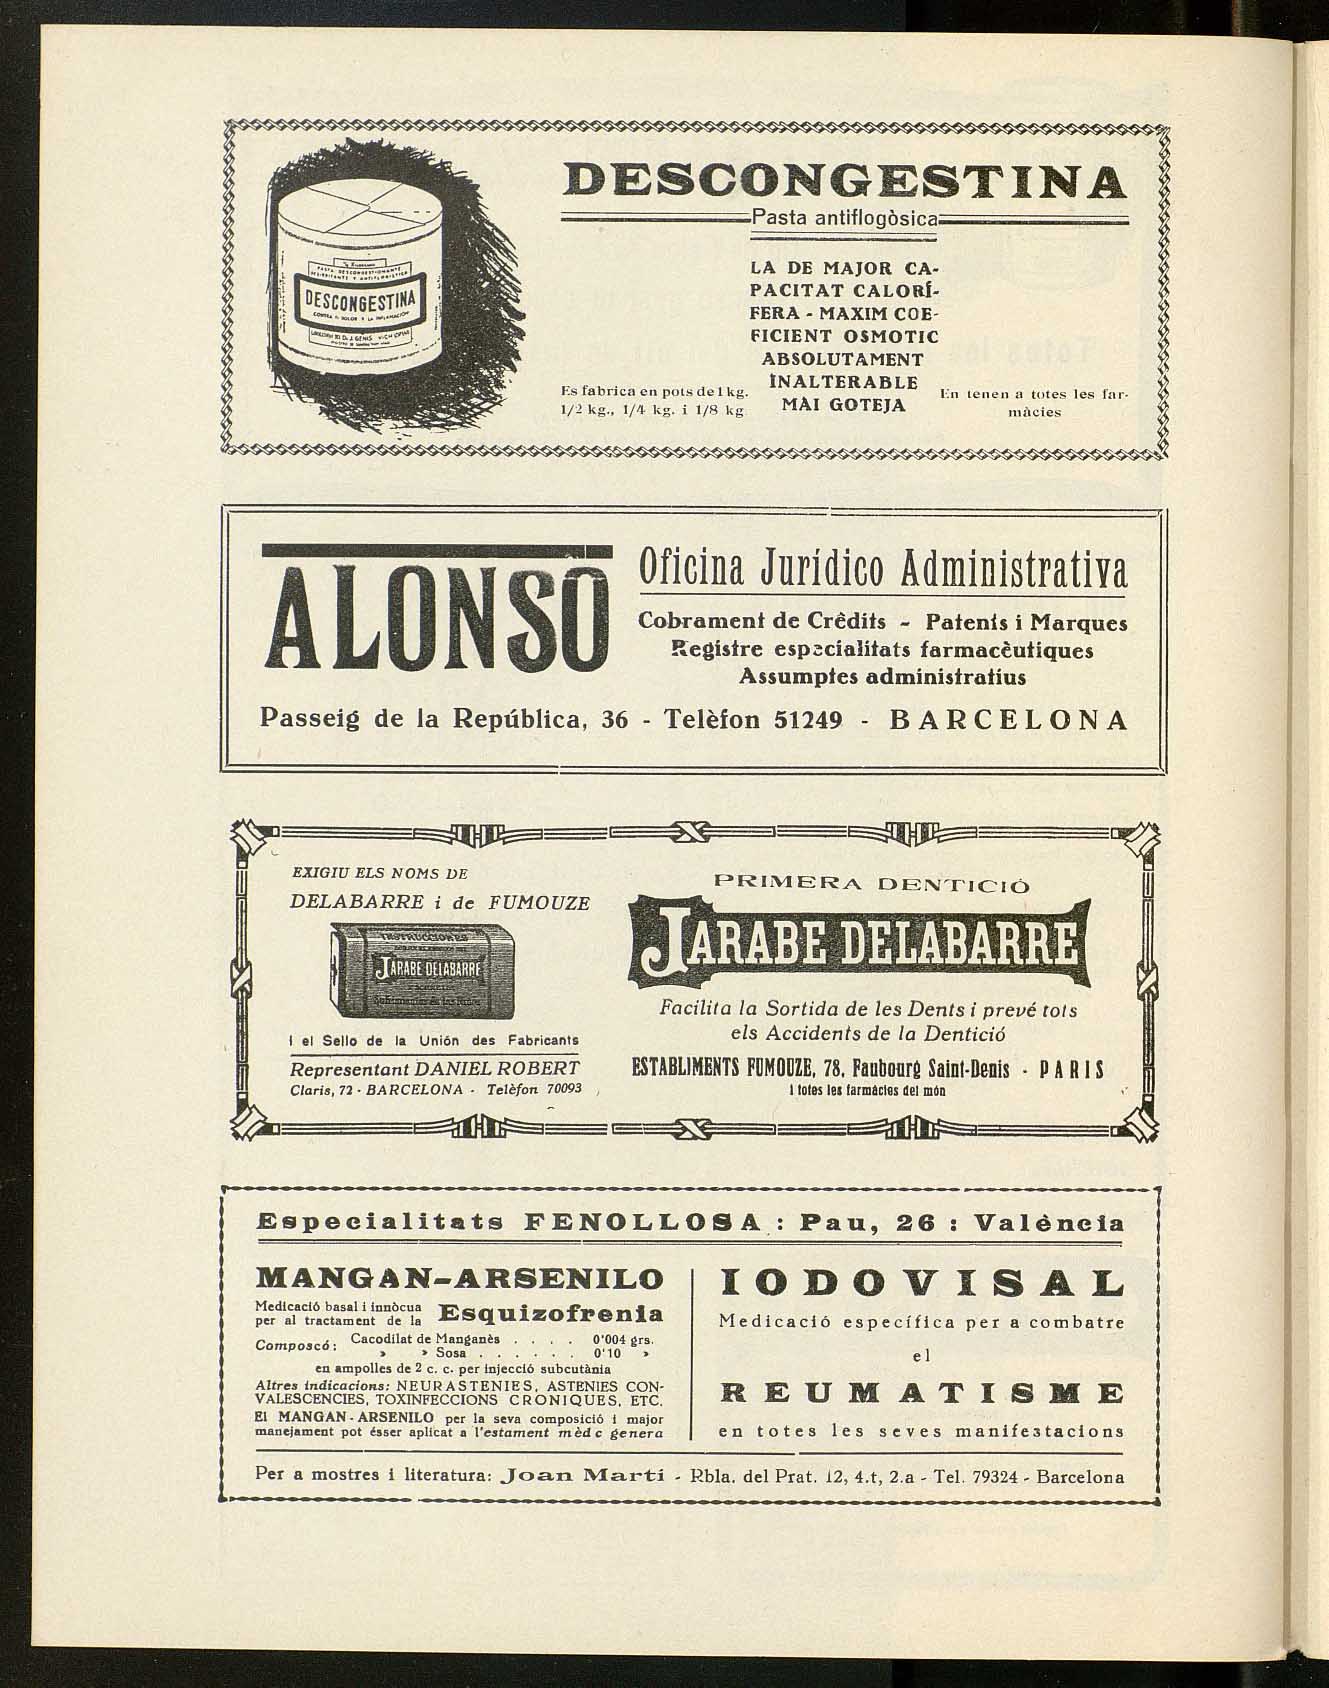 DESCONGESTINA
Pasta antiflogòsica
LA DE MAJOR CA-
PACITAT CALORÍ-
FERA - MAXIM COE-
FICIENT OSMOTIC
ABSOLUTAMENT
INALTERABLE
MAI GOTEJA
Es fabrica en pots de 1 kg.
1/2 kg., 1/4 kg. i 1/8 kg
En tenen a totes les far-
màcies
PASTA DESCONGESTIONANTE
DESCONGESTINA
CONTRA EL DOLOR Y LA INFLAMACIÓN
ALONSO
Oficina Jurídico Administrativa
Cobrament de Crêdits - Patents i Marques
Registre especialitats farmacèutiques
Assumptes administratius
Passeig de la República, 36 - Telèfon 51249 - BARCELONA
EXIGIU ELS NOMS DE
DELABARRE i de FUMOUZE
INSTRUCCIONES
JARABE DELABARRE
I el Sello de la Unión des Fabricants
Representant DANIEL ROBERT
Claris, 72 - BARCELONA - Telèfon 70093
PRIMERA DENTICIÓ
JARABE DELABARRE
Facilita la Sortida de les Dents i prevé tots
els Accidents de la Dentició
ESTABLIMENTS FUMOUZE, 78, Faubourg Saint-Denis - PARIS
I totes les farmàcies del món
Especialitats FENOLLOSA : Pau, 26 : València
MANGAN-ARSENILO
Medicació basal i innòcua
per al tractament de la Esquizofrenia
Composcó: Cacodilat de Manganès . . . . 0'004 grs.
» » Sosa . . . . . . 0'10 »
en ampolles de 2 c. c. per injecció subcutània
Altres indicacions: NEURASTENIES, ASTENIES CON-
VALESCENCIES, TOXINFECCIONS CRONIQUES, ETC.
El MANGAN-ARSENILO per la seva composició i major
manejament pot ésser aplicat a l'estament mèd c genera
IODOVISAL
Medicació específica per a combatre
el
REUMATISME
en totes les seves manifestacions
Per a mostres i literatura: Joan Martí - Rbla. del Prat. 12, 4.t, 2.a - Tel. 79324 - Barcelona